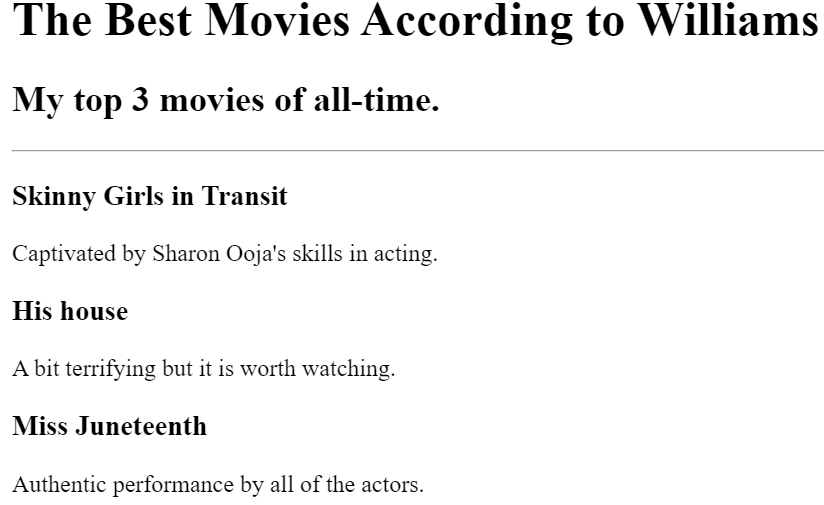 The Best Movies According to Williams
My top 3 movies of all-time.
Skinny Girls in Transit
Captivated by Sharon Ooja's skills in acting.
His house
A bit terrifying but it is worth watching.
Miss Juneteenth
Authentic performance by all of the actors.